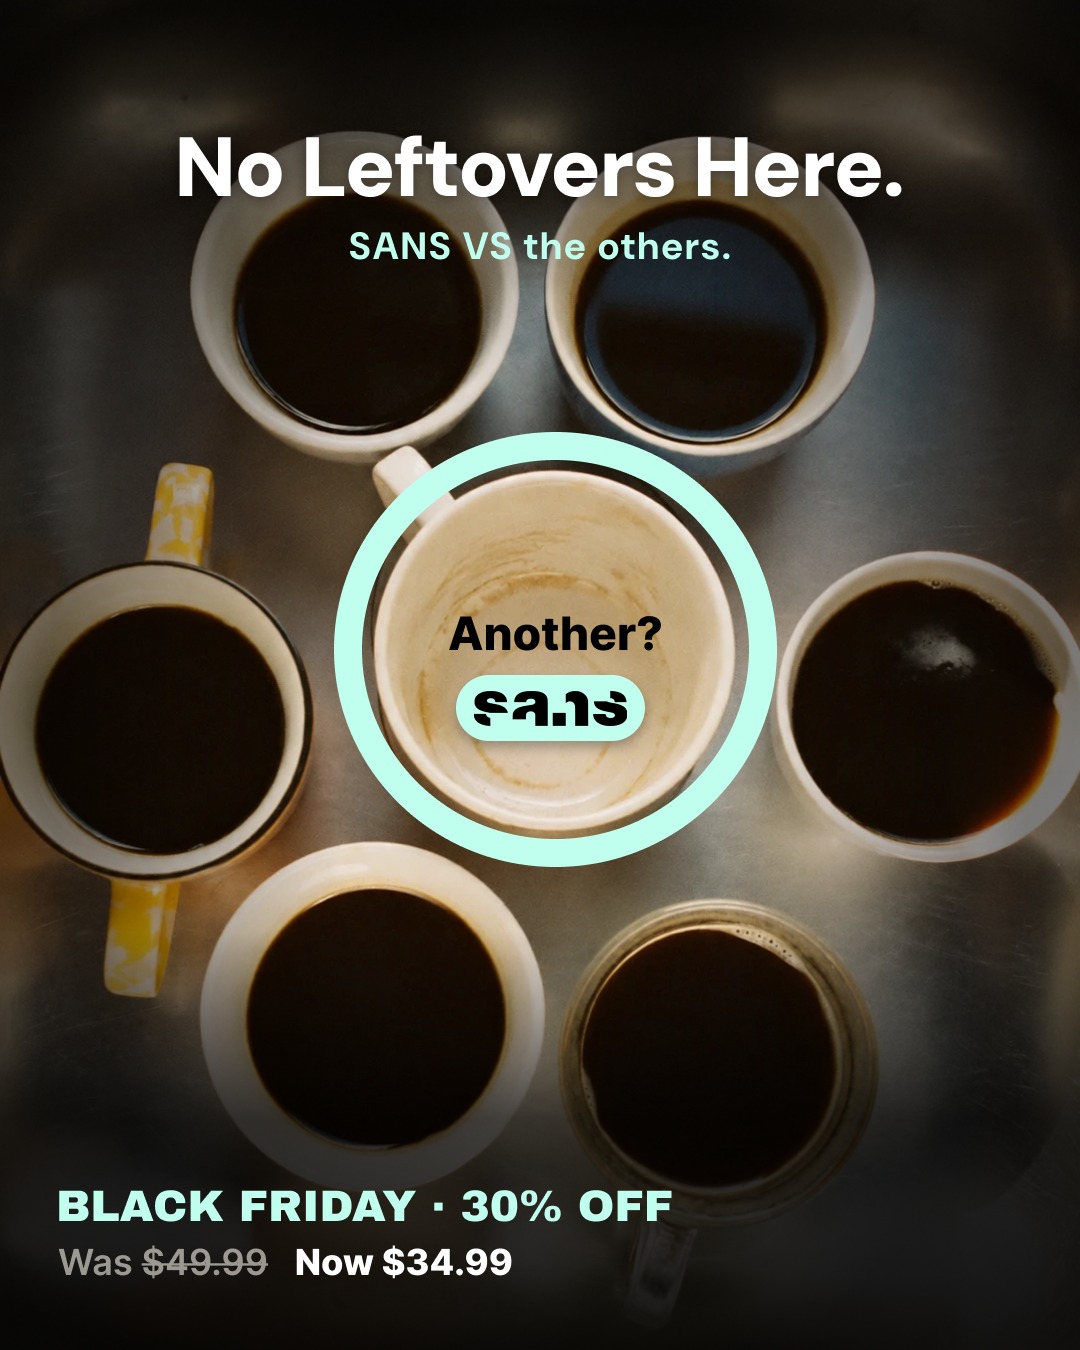 No Leftovers Here.
SANS VS the others.
Another?
sans
BLACK FRIDAY · 30% OFF
Was $49.99 Now $34.99